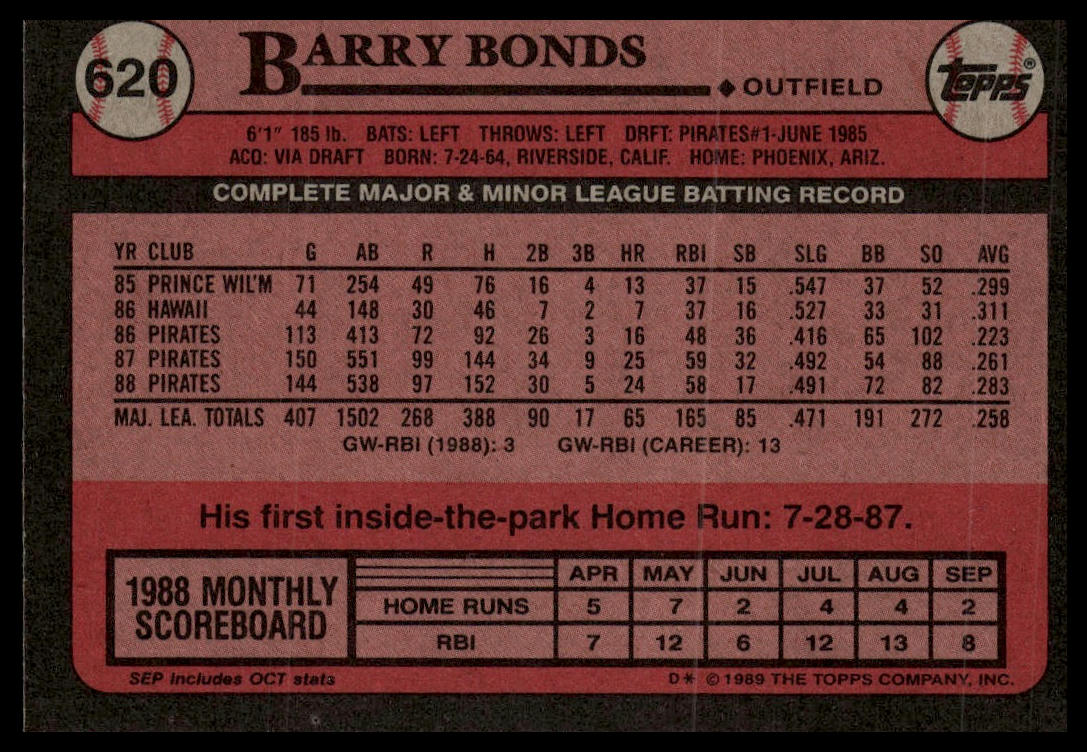 620 BARRY BONDS topps®
◆ OUTFIELD
6'1" 185 lb. BATS: LEFT THROWS: LEFT DRFT: PIRATES#1-JUNE 1985
ACQ: VIA DRAFT BORN: 7-24-64, RIVERSIDE, CALIF. HOME: PHOENIX, ARIZ.
COMPLETE MAJOR & MINOR LEAGUE BATTING RECORD
YR CLUB G AB R H 2B 3B HR RBI SB SLG BB SO AVG
85 PRINCE WIL'M 71 254 49 76 16 4 13 37 15 .547 37 52 .299
86 HAWAII 44 148 30 46 7 2 7 37 16 .527 33 31 .311
86 PIRATES 113 413 72 92 26 3 16 48 36 .416 65 102 .223
87 PIRATES 150 551 99 144 34 9 25 59 32 .492 54 88 .261
88 PIRATES 144 538 97 152 30 5 24 58 17 .491 72 82 .283
MAJ. LEA. TOTALS 407 1502 268 388 90 17 65 165 85 .471 191 272 .258
GW-RBI (1988): 3 GW-RBI (CAREER): 13
His first inside-the-park Home Run: 7-28-87.
1988 MONTHLY
SCOREBOARD
APR MAY JUN JUL AUG SEP
HOME RUNS 5 7 2 4 4 2
RBI 7 12 6 12 13 8
SEP includes OCT stats D* © 1989 THE TOPPS COMPANY, INC.